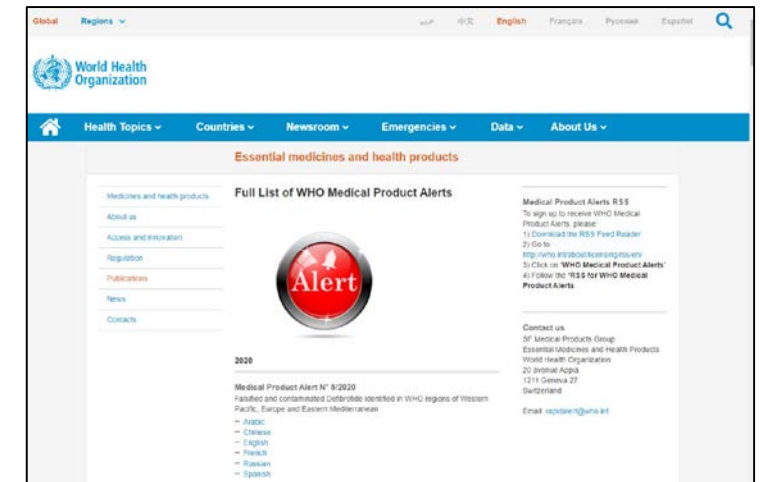 Global Regions 中文 English Français Русский Español
World Health
Organization
Health Topics Countries Newsroom Emergencies Data About Us
Essential medicines and health products
Medicines and health products
About us
Access and innovation
Regulation
Publications
News
Contacts
Full List of WHO Medical Product Alerts
Alert
2020
Medical Product Alert N° 8/2020
Falsified and contaminated Defibrotide identified in WHO regions of Western
Pacific, Europe and Eastern Mediterranean
– Arabic
– Chinese
– English
– French
– Russian
– Spanish
Medical Product Alerts RSS
To sign up to receive WHO Medical
Product Alerts, please:
1) Download the RSS Feed Reader
2) Go to
3) Click on 'WHO Medical Product Alerts'
4) Follow the 'RSS for WHO Medical
Product Alerts
Contact us
SF Medical Products Group
Essential Medicines and Health Products
World Health Organization
20 avenue Appia
1211 Geneva 27
Switzerland
Email: rapidalert@who.int